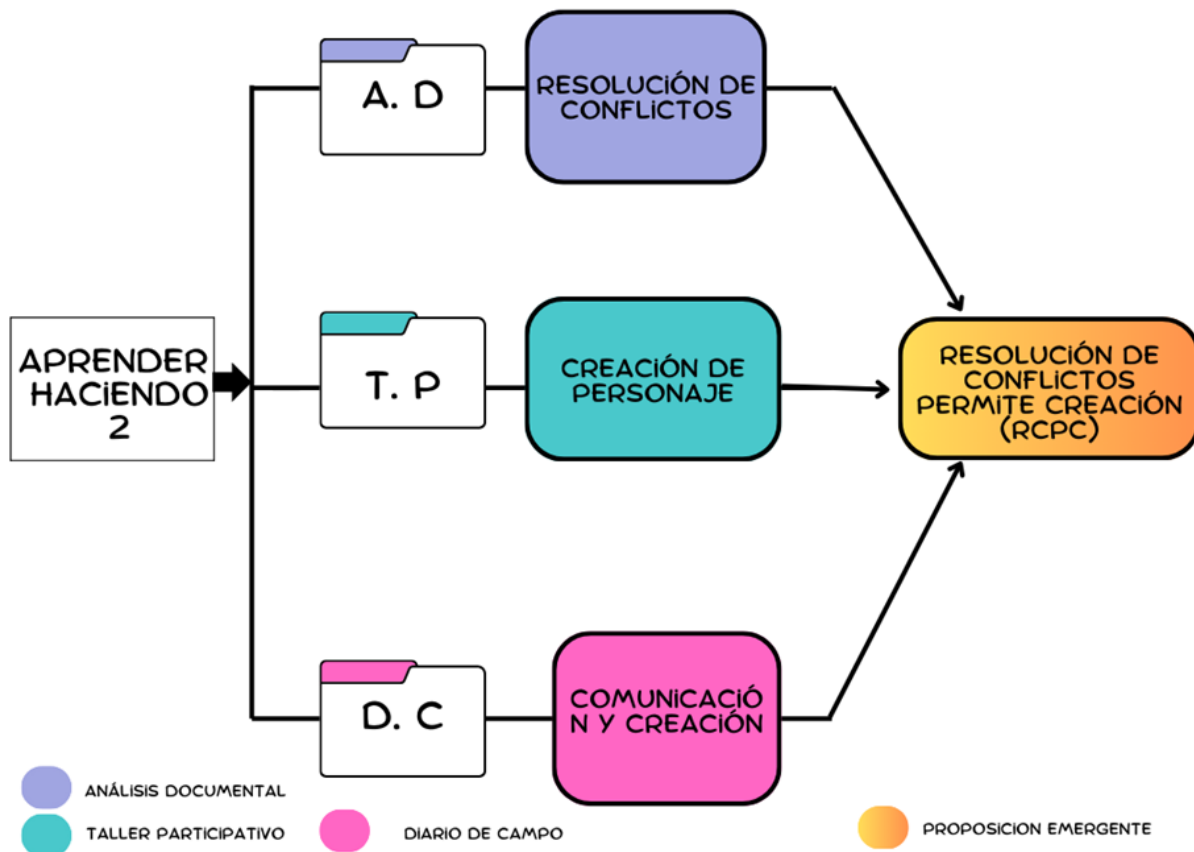 A. D
RESOLUCIÓN DE
CONFLICTOS
APRENDER
HACIENDO
2
T. P
CREACIÓN DE
PERSONAJE
RESOLUCIÓN DE
CONFLICTOS
PERMITE CREACIÓN
(RCPC)
D. C
COMUNICACIÓ
N Y CREACIÓN
ANÁLISIS DOCUMENTAL
TALLER PARTICIPATIVO
DIARIO DE CAMPO
PROPOSICION EMERGENTE